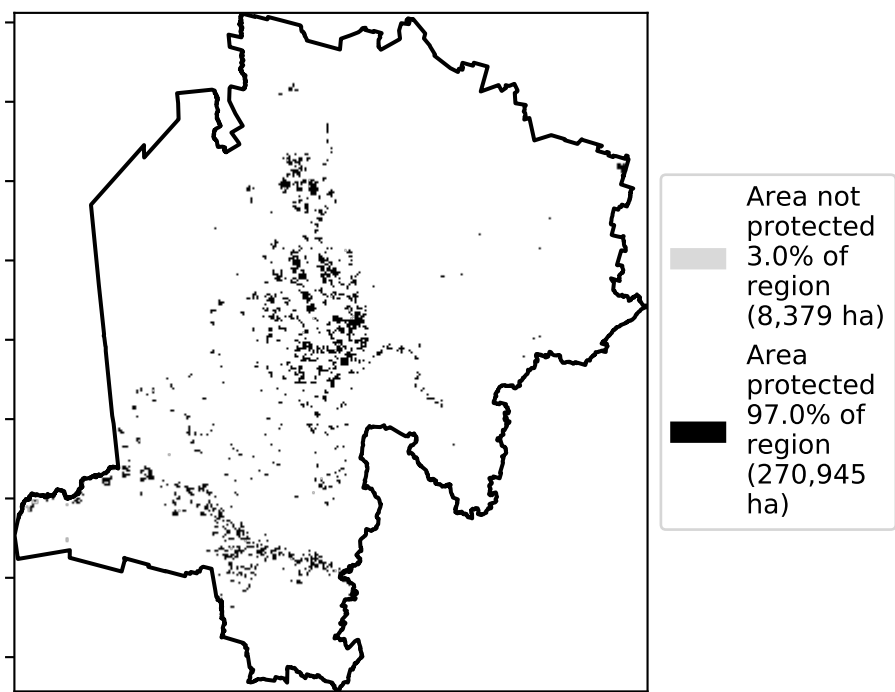 Area not
protected
3.0% of
region
(8,379 ha)
Area
protected
97.0% of
region
(270,945
ha)